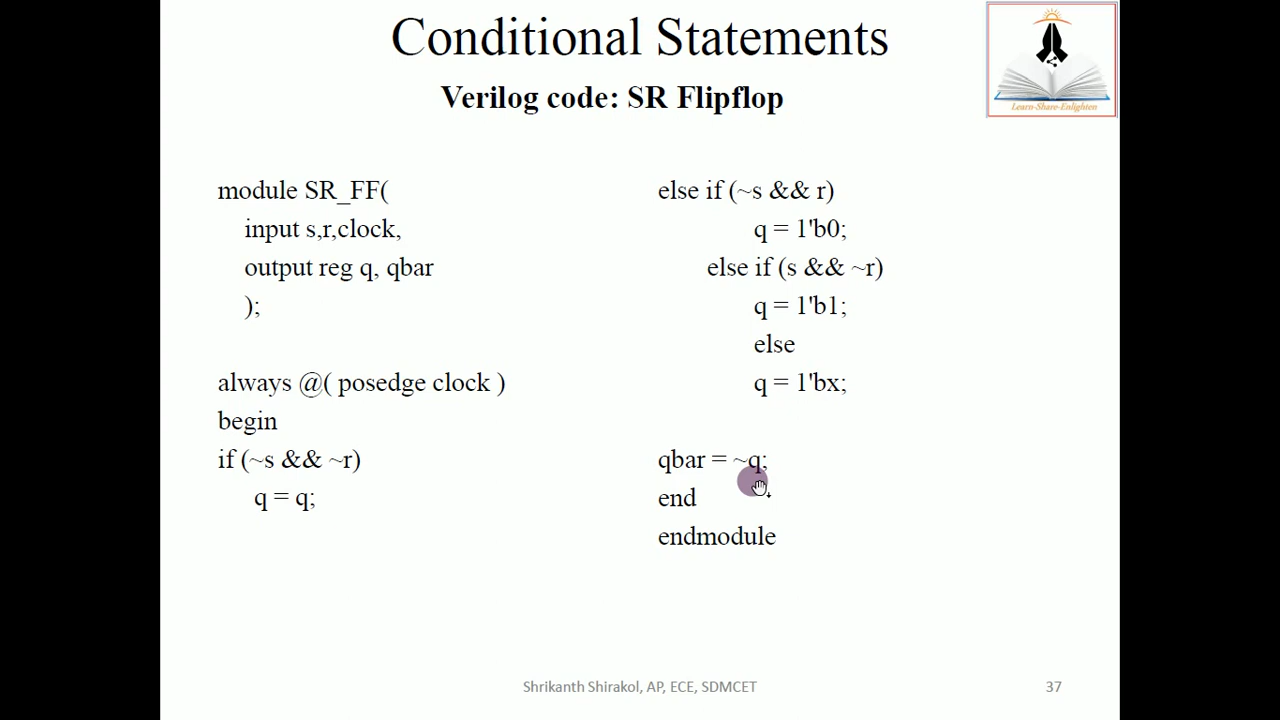 Conditional Statements
Verilog code: SR Flipflop
Learn-Share-Enlighten
module SR_FF(
input s,r,clock,
output reg q, qbar
);
always @( posedge clock )
begin
if (~s && ~r)
q = q;
else if (~s && r)
q = 1'b0;
else if (s && ~r)
q = 1'b1;
else
q = 1'bx;
qbar = ~q;
end
endmodule
Shrikanth Shirakol, AP, ECE, SDMCET
37